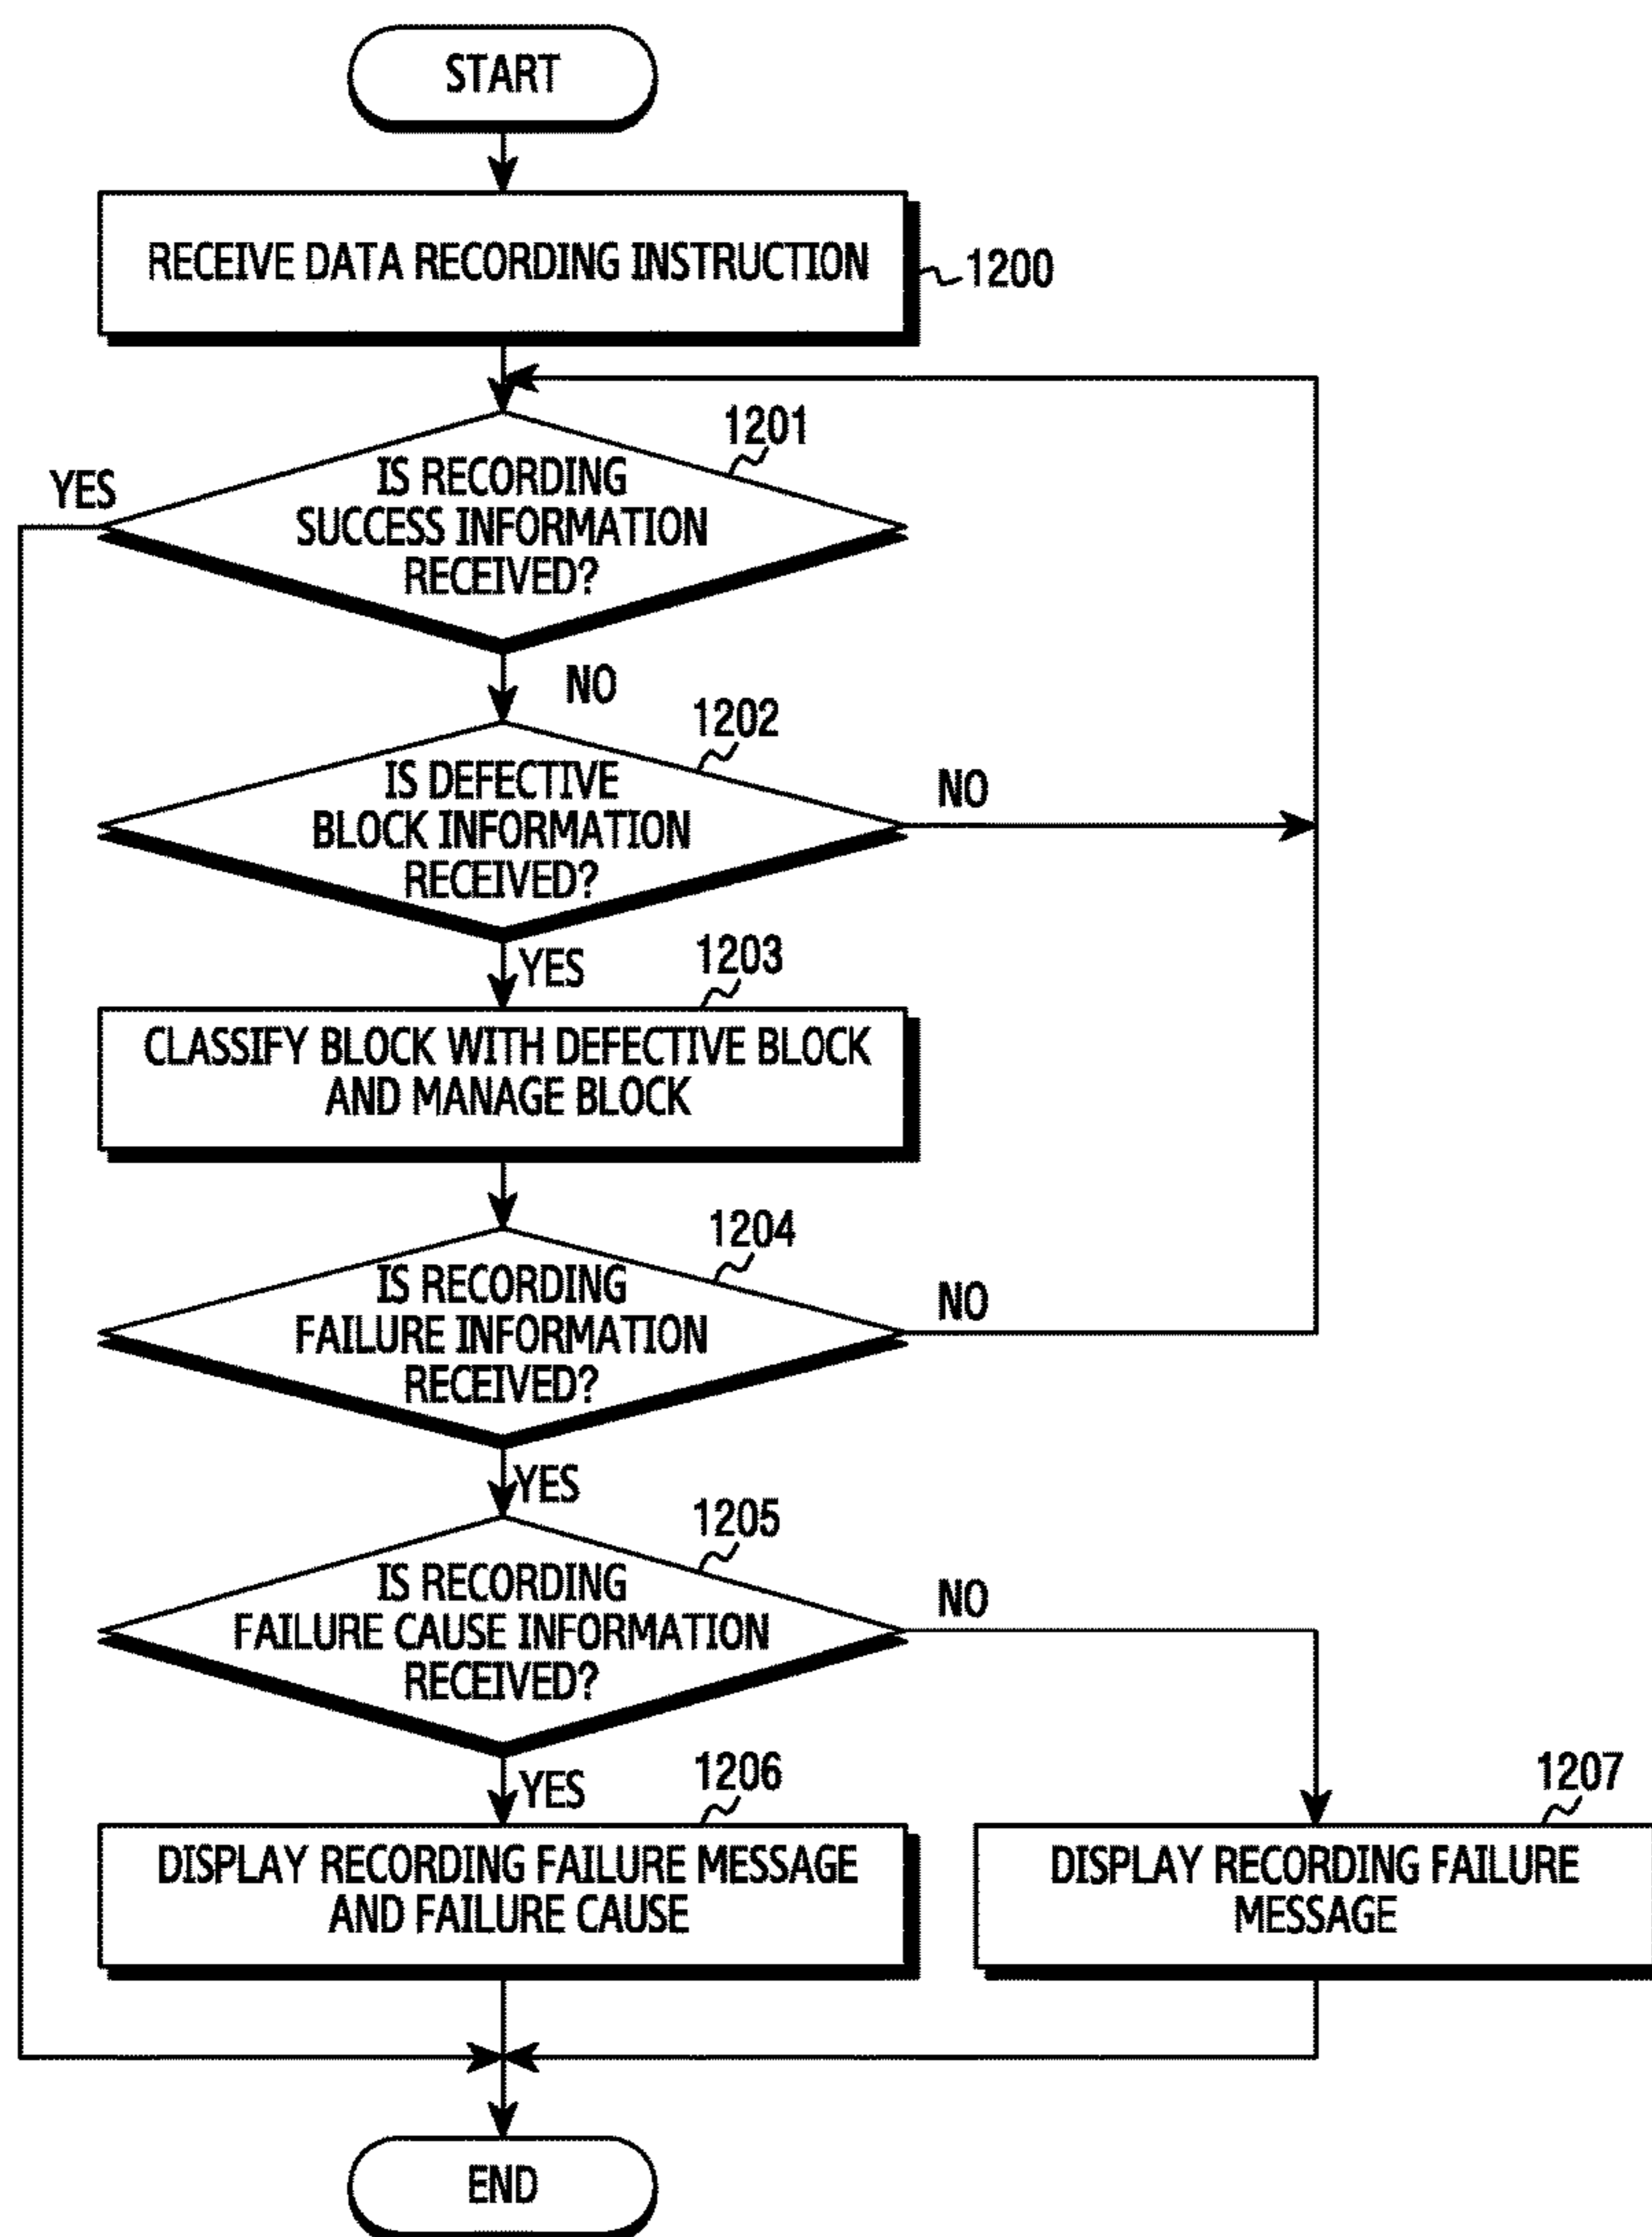 START
RECEIVE DATA RECORDING INSTRUCTION
1200
1201
YES
IS RECORDING
SUCCESS INFORMATION
RECEIVED?
NO
1202
IS DEFECTIVE
BLOCK INFORMATION
RECEIVED?
NO
YES
1203
CLASSIFY BLOCK WITH DEFECTIVE BLOCK
AND MANAGE BLOCK
1204
IS RECORDING
FAILURE INFORMATION
RECEIVED?
NO
YES
1205
IS RECORDING
FAILURE CAUSE INFORMATION
RECEIVED?
NO
YES
1206
DISPLAY RECORDING FAILURE MESSAGE
AND FAILURE CAUSE
1207
DISPLAY RECORDING FAILURE
MESSAGE
END